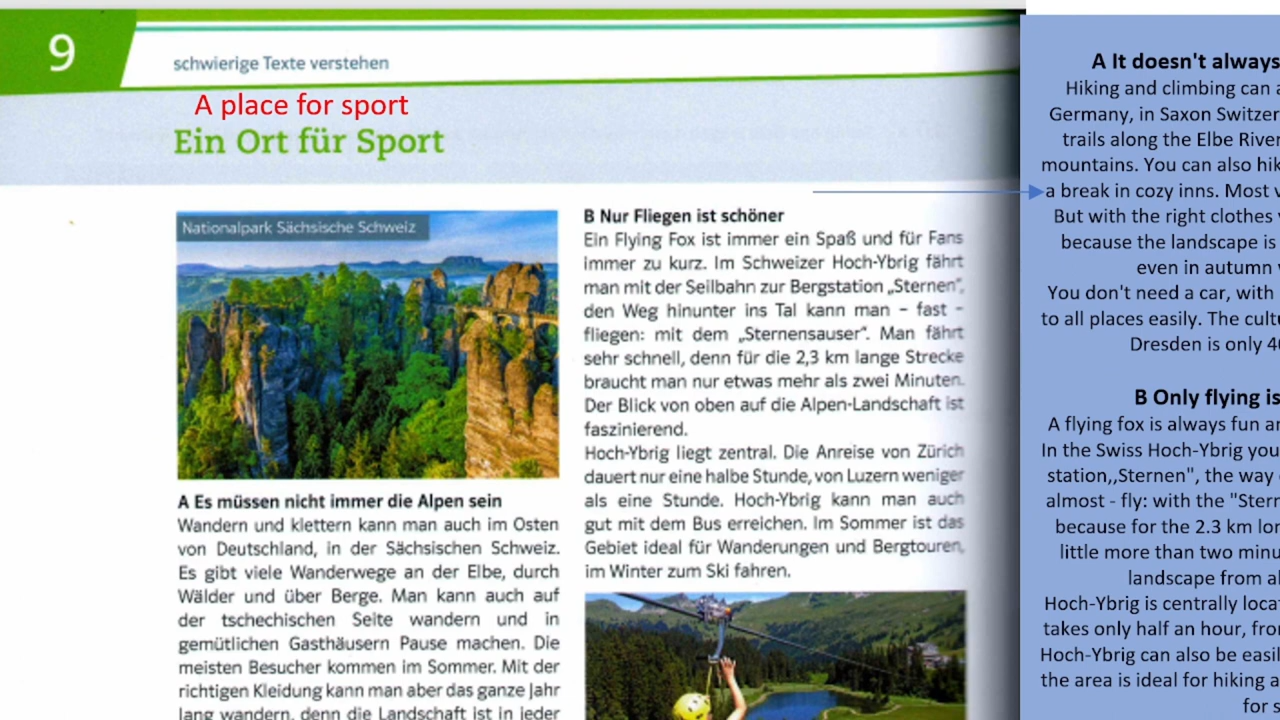 9
schwierige Texte verstehen
A place for sport
Ein Ort für Sport
Nationalpark Sächsische Schweiz
A Es müssen nicht immer die Alpen sein
Wandern und klettern kann man auch im Osten
von Deutschland, in der Sächsischen Schweiz.
Es gibt viele Wanderwege an der Elbe, durch
Wälder und über Berge. Man kann auch auf
der tschechischen Seite wandern und in
gemütlichen Gasthäusern Pause machen. Die
meisten Besucher kommen im Sommer. Mit der
richtigen Kleidung kann man aber das ganze Jahr
lang wandern, denn die Landschaft ist in jeder
B Nur Fliegen ist schöner
Ein Flying Fox ist immer ein Spaß und für Fans
immer zu kurz. Im Schweizer Hoch-Ybrig fährt
man mit der Seilbahn zur Bergstation „Sternen",
den Weg hinunter ins Tal kann man – fast –
fliegen: mit dem „Sternensauser". Man fährt
sehr schnell, denn für die 2,3 km lange Strecke
braucht man nur etwas mehr als zwei Minuten.
Der Blick von oben auf die Alpen-Landschaft ist
faszinierend.
Hoch-Ybrig liegt zentral. Die Anreise von Zürich
dauert nur eine halbe Stunde, von Luzern weniger
als eine Stunde. Hoch-Ybrig kann man auch
gut mit dem Bus erreichen. Im Sommer ist das
Gebiet ideal für Wanderungen und Bergtouren,
im Winter zum Ski fahren.
A It doesn't always
Hiking and climbing can a
Germany, in Saxon Switzer
trails along the Elbe River
mountains. You can also hik
a break in cozy inns. Most v
But with the right clothes
because the landscape is
even in autumn
You don't need a car, with
to all places easily. The cult
Dresden is only 4
B Only flying is
A flying fox is always fun a
In the Swiss Hoch-Ybrig you
station,,Sternen", the way
almost - fly: with the "Stern
because for the 2.3 km lon
little more than two minu
landscape from a
Hoch-Ybrig is centrally loca
takes only half an hour, fro
Hoch-Ybrig can also be easil
the area is ideal for hiking a
for s